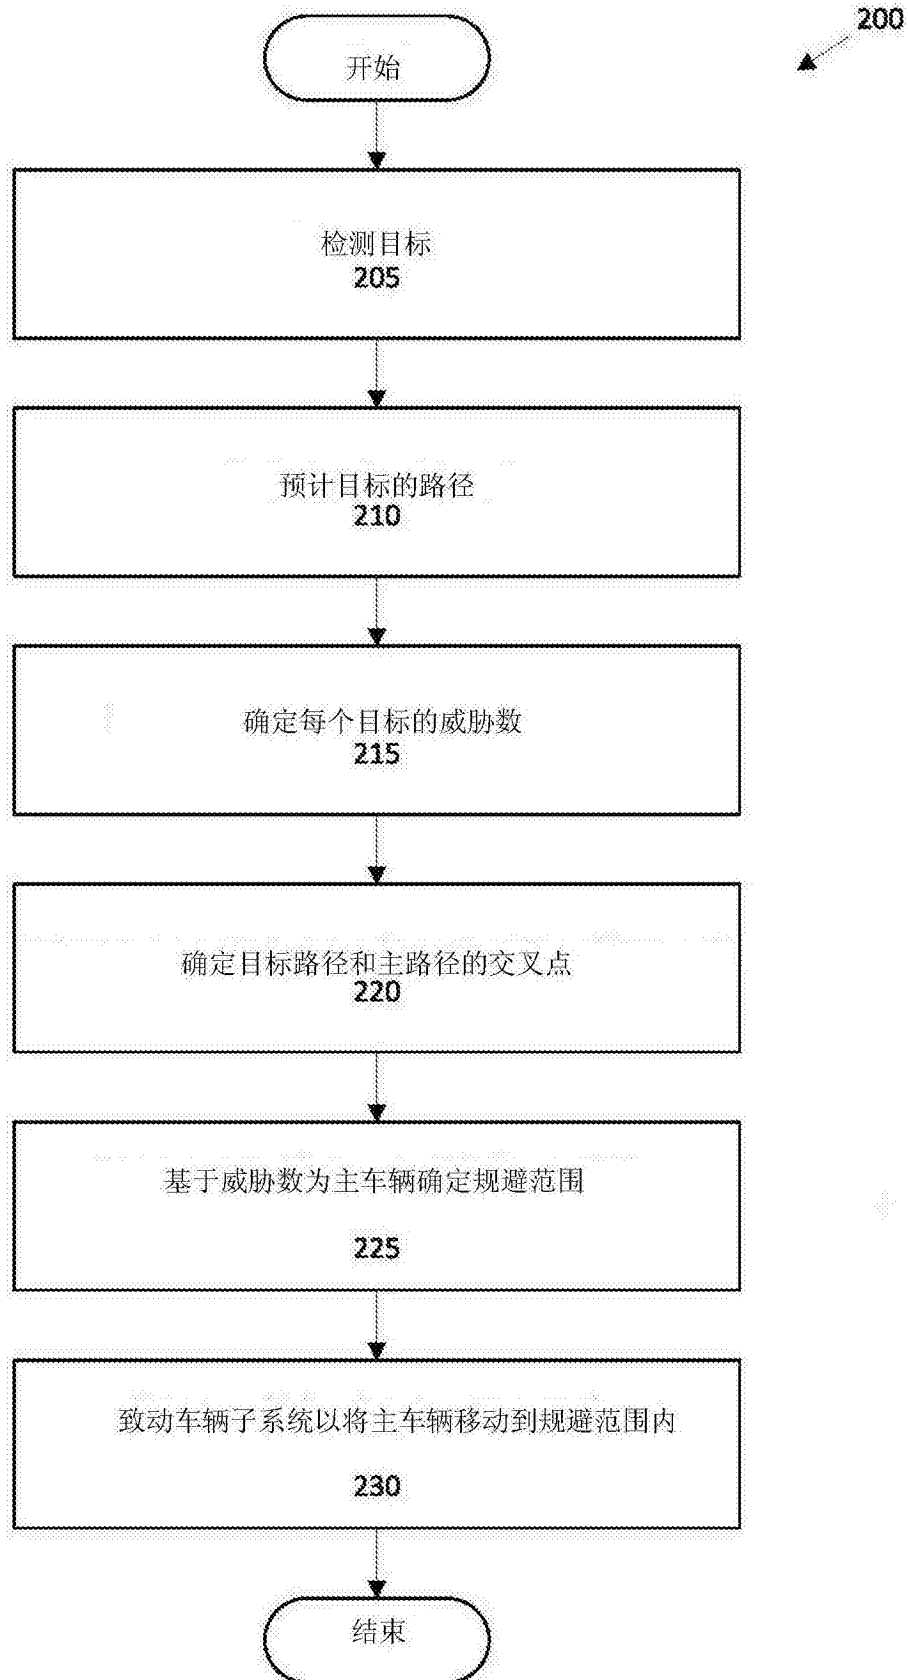 200
开始
检测目标
205
预计目标的路径
210
确定每个目标的威胁数
215
确定目标路径和主路径的交叉点
220
基于威胁数为主车辆确定规避范围
225
致动车辆子系统以将主车辆移动到规避范围内
230
结束